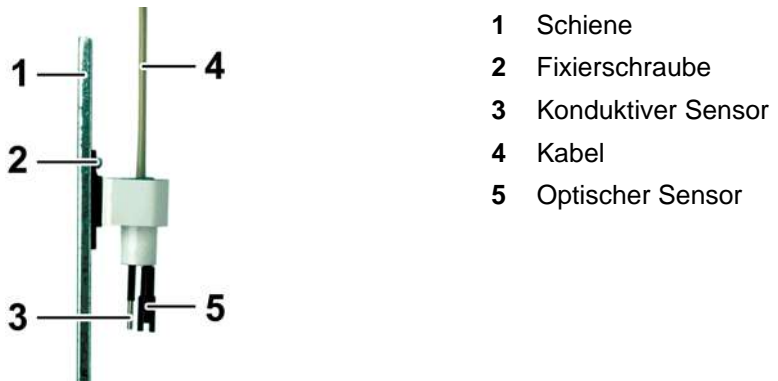 1
2
3
4
5
1 Schiene
2 Fixierschraube
3 Konduktiver Sensor
4 Kabel
5 Optischer Sensor